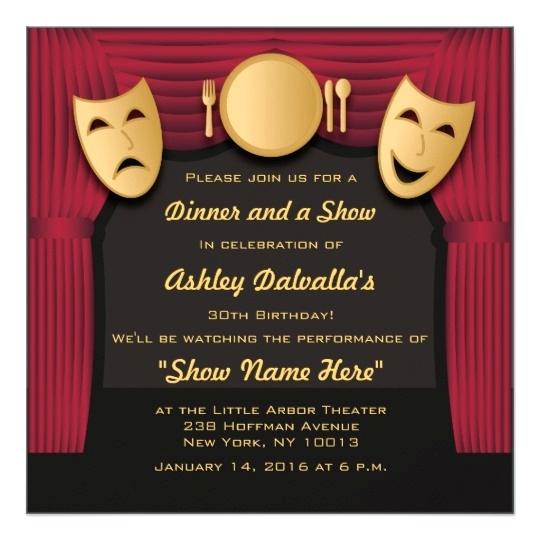 Please join us for a
Dinner and a Show
In celebration of
Ashley Dalvalla's
30th Birthday!
We'll be watching the performance of
"Show Name Here"
at the Little Arbor Theater
238 Hoffman Avenue
New York, NY 10013
January 14, 2016 at 6 p.m.